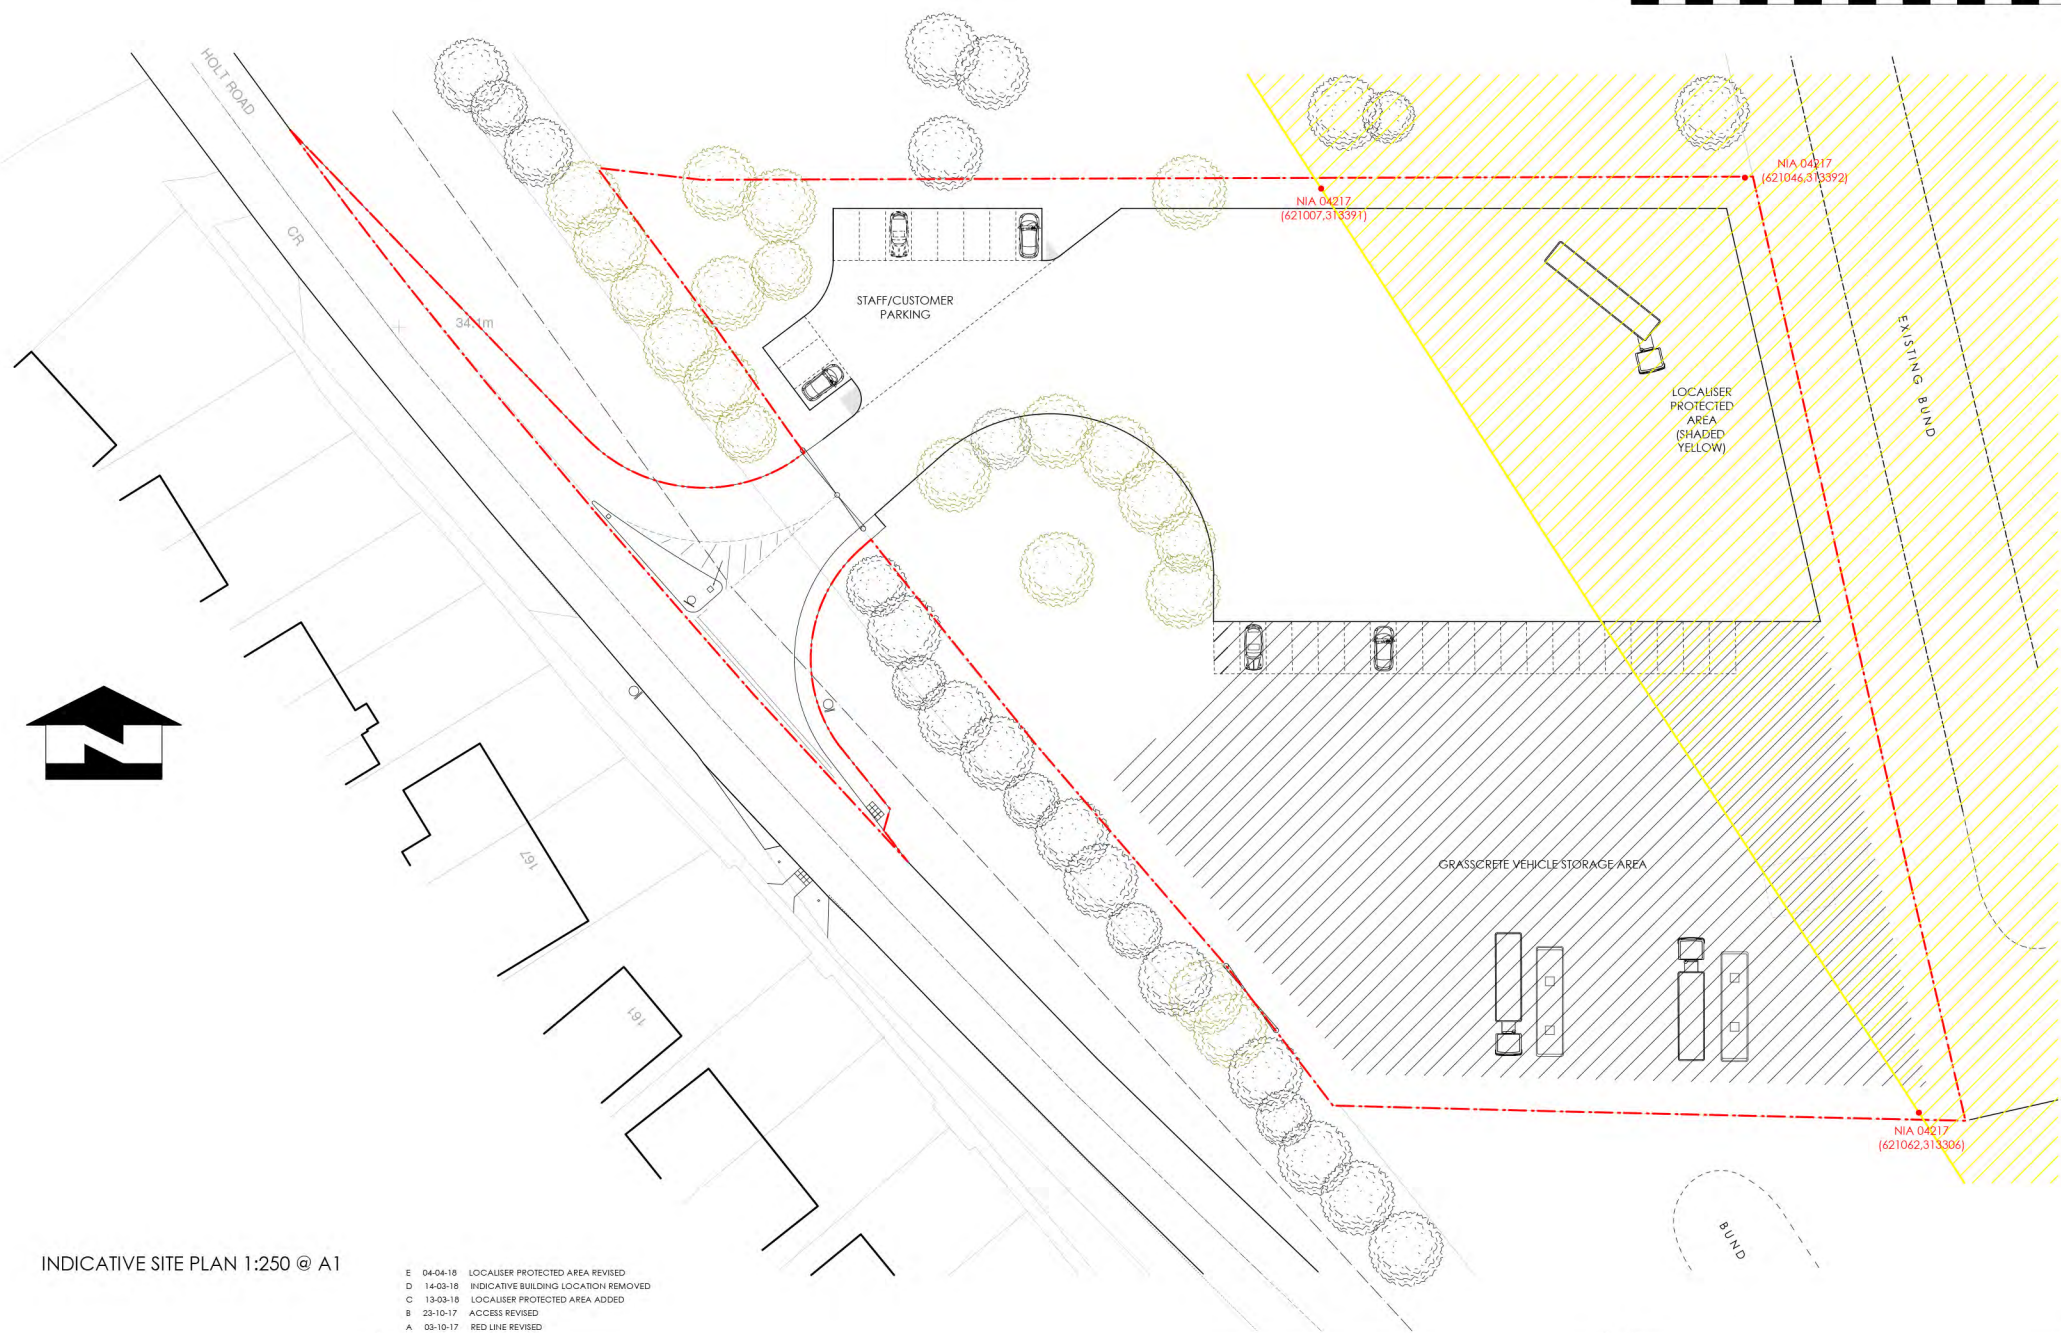 HOLT ROAD
CR
34.1m
NIA 04217
(621007,313391)
NIA 04217
(621046,313392)
STAFF/CUSTOMER
PARKING
LOCALISER
PROTECTED
AREA
(SHADED
YELLOW)
EXISTING BUND
GRASSCRETE VEHICLE STORAGE AREA
167
161
NIA 04217
(621062,313306)
BUND
INDICATIVE SITE PLAN 1:250 @ A1
E 04-04-18 LOCALISER PROTECTED AREA REVISED
D 14-03-18 INDICATIVE BUILDING LOCATION REMOVED
C 13-03-18 LOCALISER PROTECTED AREA ADDED
B 23-10-17 ACCESS REVISED
A 03-10-17 RED LINE REVISED